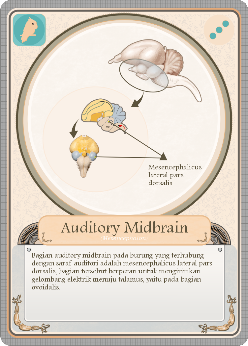 Mesencephalicus
lateral pars
dorsalis
Auditory Midbrain
Bagian auditory midbrain pada burung yang terhubung
dengan saraf auditori adalah mesencephalicus lateral pars
dorsalis. Bagian tersebut berperan untuk mengirimkan
gelombang elektrik menuju talamus, yaitu pada bagian
ovoidalis.